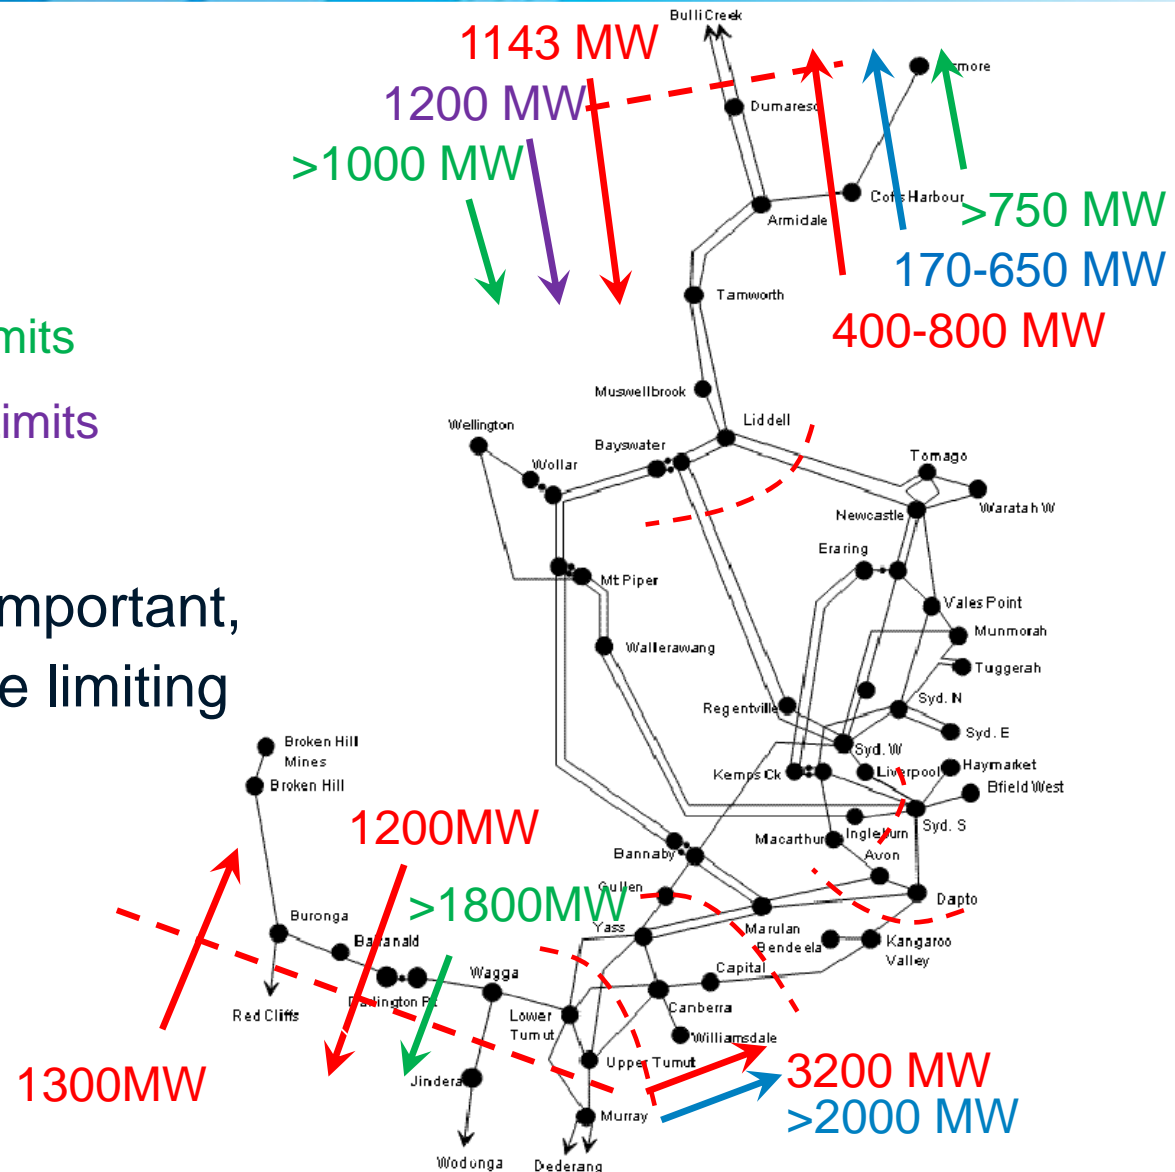 Bulli Creek
1143 MW
1200 MW
>1000 MW
Dumaresq
Armidale
Coffs Harbour
>750 MW
170-650 MW
400-800 MW
Tamworth
mits
limits
Muswellbrook
Liddell
Wellington
Bayswater
Wollar
Tomago
Waratah W
Newcastle
Eraring
Mt Piper
Vales Point
mportant,
Munmorah
Wallerawang
Tuggerah
e limiting
Regentville
Syd. N
Syd. E
Syd. W
Broken Hill
Mines
Broken Hill
Kemps Ck
Liverpool
Haymarket
Bfield West
Syd. S
1200MW
Macarthur
Ingleburn
Bannaby
Avon
Gullen
>1800MW
Dapto
Buronga
Balranald
Yass
Marulan
Bendeela
Kangaroo
Valley
Wagga
Capital
Darlington Pt
Red Cliffs
Lower
Tumut
Canberra
Williamsdale
Upper Tumut
1300MW
Jindera
3200 MW
>2000 MW
Murray
Wodonga
Dederang